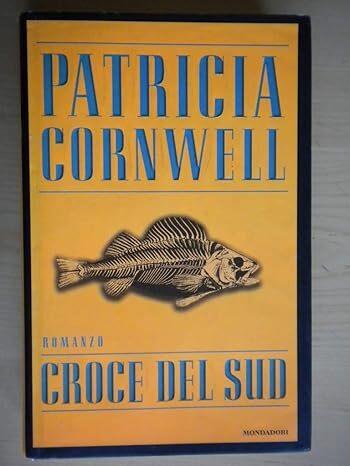 PATRICIA
CORNWELL
ROMANZO
CROCE DEL SUD
MONDADORI